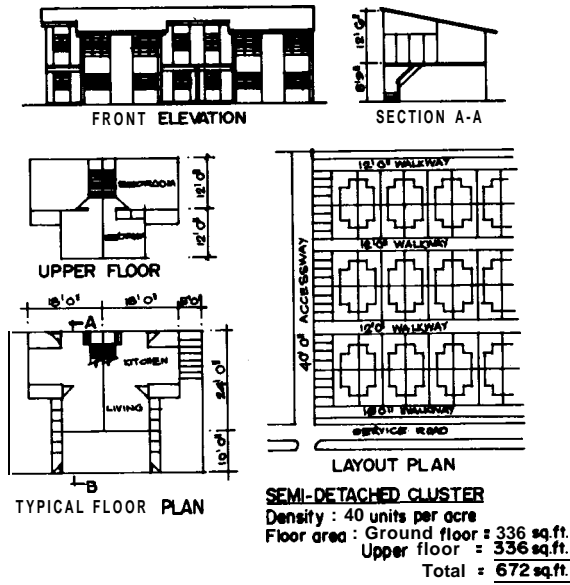 FRONT ELEVATION
12'0"
8'9"
SECTION A-A
BEDROOM
12'0"
12'0"
UPPER FLOOR
18'0" 18'0" 5'0"
A
KITCHEN
LIVING
24'0"
10'0"
B
TYPICAL FLOOR PLAN
12'0" WALKWAY
12'0" WALKWAY
40'0" ACCESSWAY
12'0 WALKWAY
WALKWAY
SERVICE ROAD
LAYOUT PLAN
SEMI-DETACHED CLUSTER
Density : 40 units per acre
Floor area : Ground floor = 336 sq.ft.
Upper floor = 336 sq.ft.
Total = 672 sq.ft.